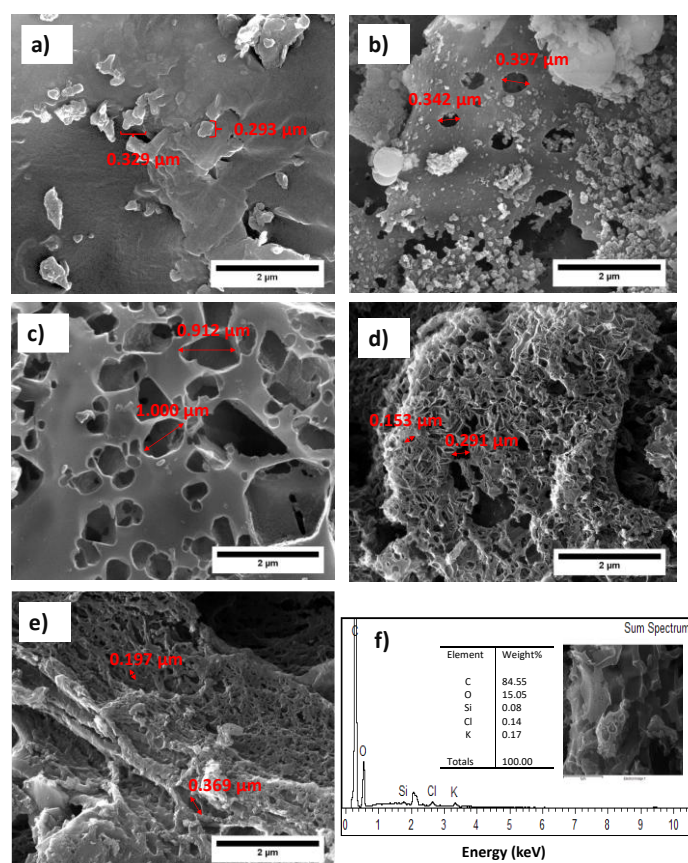 a)
0.293 µm
0.329 µm
2 µm
b)
0.397 µm
0.342 µm
2 µm
c)
0.912 µm
1.000 µm
2 µm
d)
0.153 µm
0.291 µm
2 µm
e)
0.197 µm
0.369 µm
2 µm
f)
Sum Spectrum
Element Weight%
C 84.55
O 15.05
Si 0.08
Cl 0.14
K 0.17
Totals 100.00
C
O
Si Cl K
0 1 2 3 4 5 6 7 8 9 10
Energy (keV)